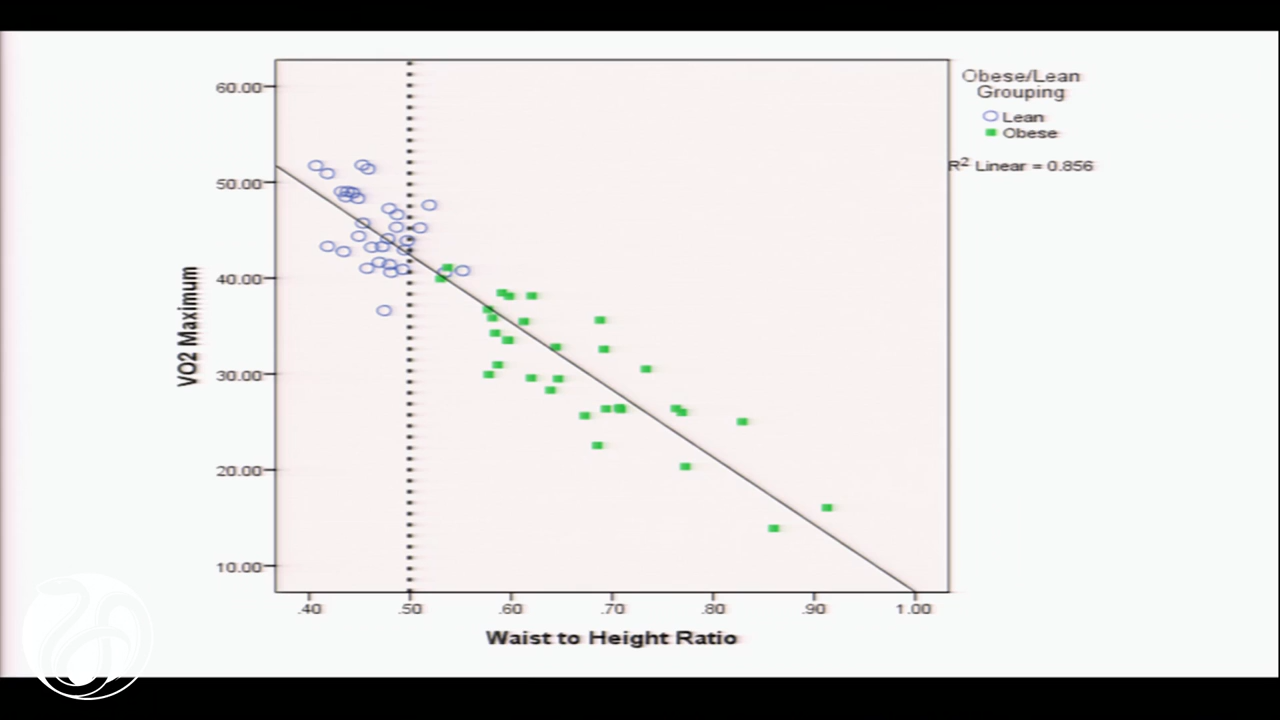 Obese/Lean
Grouping
Lean
Obese
R² Linear = 0.856
VO2 Maximum
60.00
50.00
40.00
30.00
20.00
10.00
.40
.50
.60
.70
.80
.90
1.00
Waist to Height Ratio